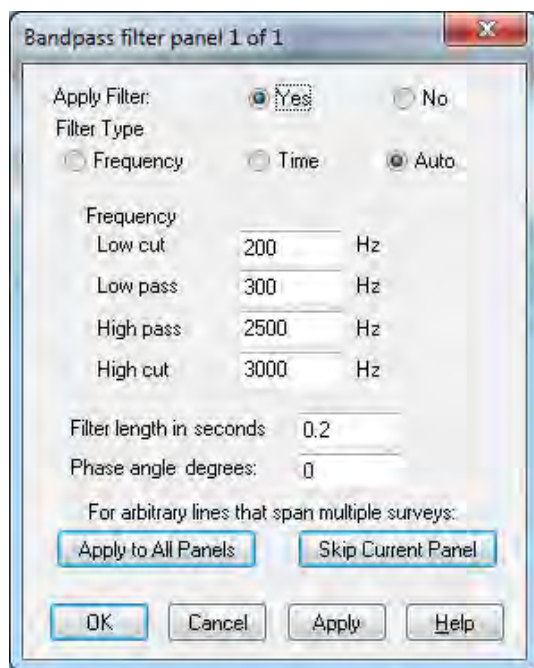 Bandpass filter panel 1 of 1
Apply Filter: Yes No
Filter Type
Frequency Time Auto
Frequency
Low cut 200 Hz
Low pass 300 Hz
High pass 2500 Hz
High cut 3000 Hz
Filter length in seconds 0.2
Phase angle degrees: 0
For arbitrary lines that span multiple surveys:
Apply to All Panels Skip Current Panel
OK Cancel Apply Help